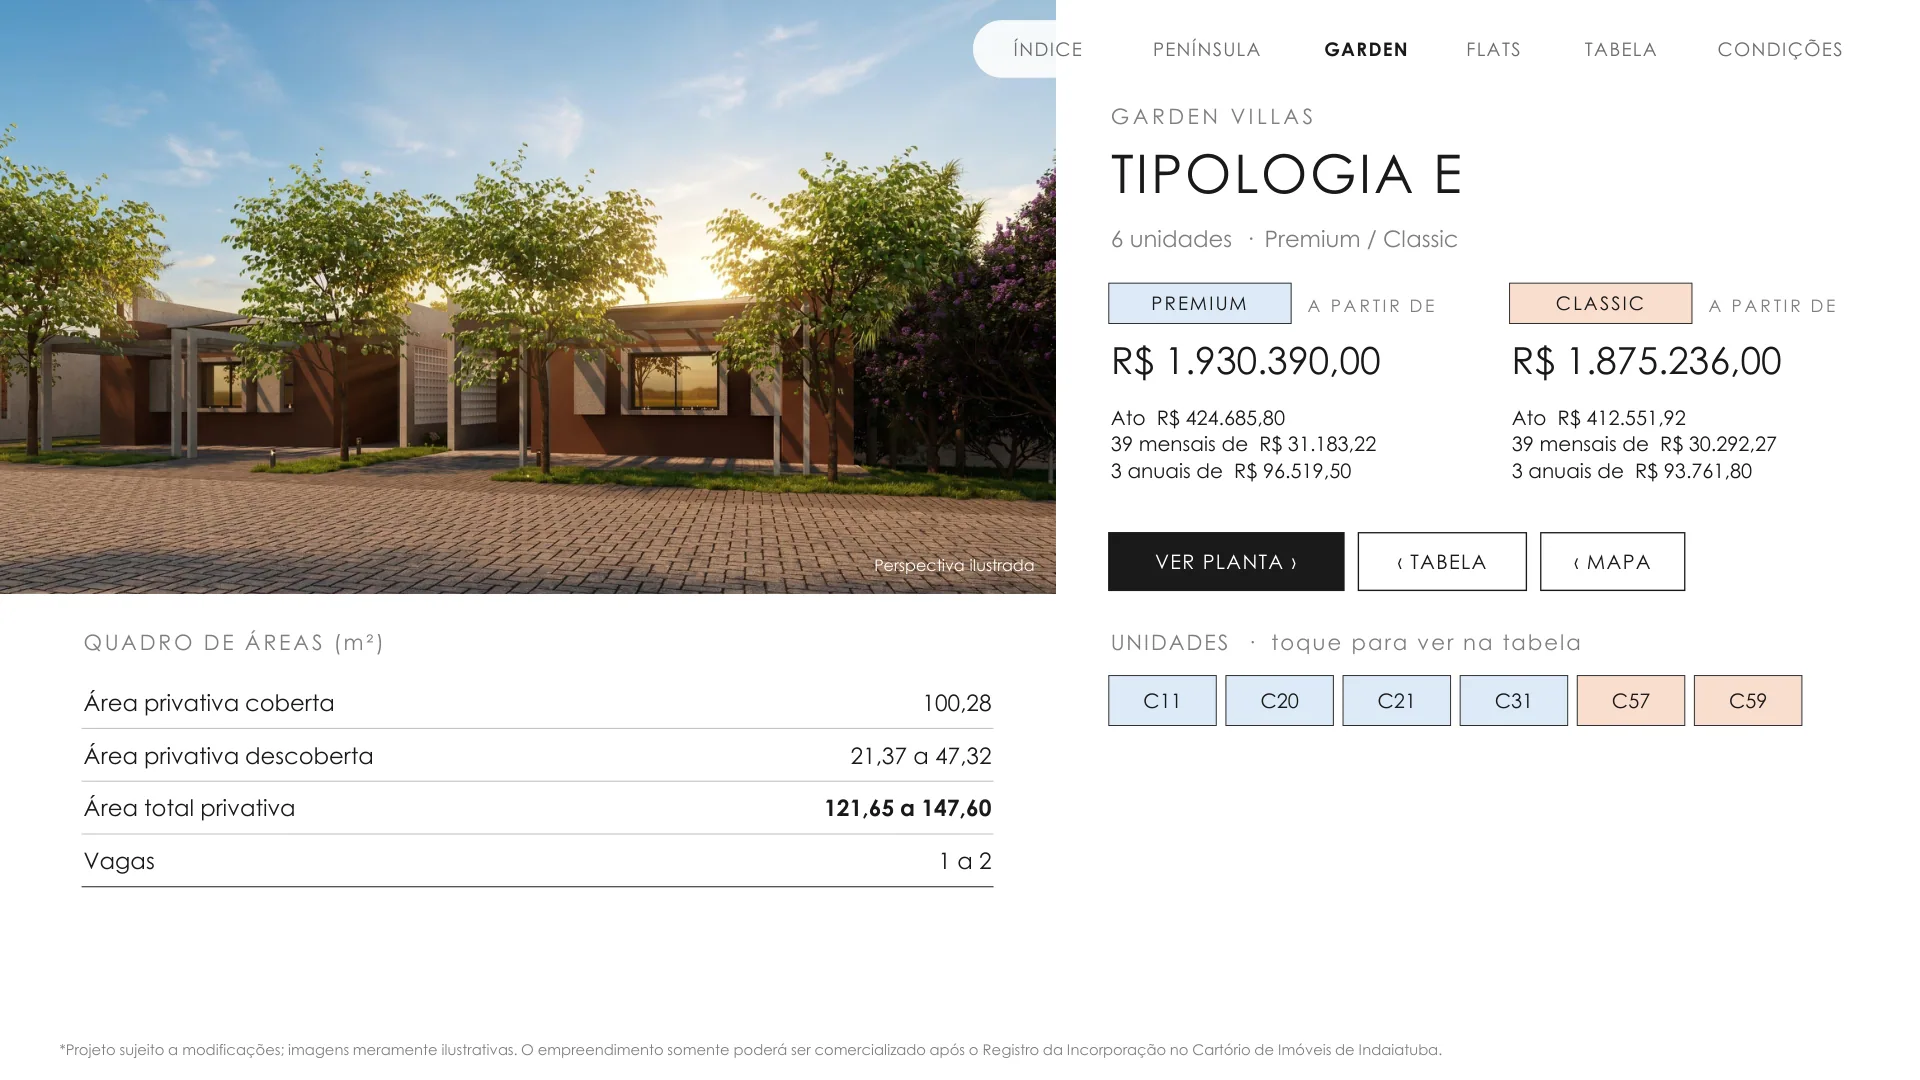 ÍNDICE PENÍNSULA GARDEN FLATS TABELA CONDIÇÕES
GARDEN VILLAS
TIPOLOGIA E
6 unidades · Premium / Classic
PREMIUM A PARTIR DE
R$ 1.930.390,00
Ato R$ 424.685,80
39 mensais de R$ 31.183,22
3 anuais de R$ 96.519,50
CLASSIC A PARTIR DE
R$ 1.875.236,00
Ato R$ 412.551,92
39 mensais de R$ 30.292,27
3 anuais de R$ 93.761,80
VER PLANTA › ‹ TABELA ‹ MAPA
Perspectiva ilustrada
QUADRO DE ÁREAS (m²)
Área privativa coberta 100,28
Área privativa descoberta 21,37 a 47,32
Área total privativa 121,65 a 147,60
Vagas 1 a 2
UNIDADES · toque para ver na tabela
C11 C20 C21 C31 C57 C59
*Projeto sujeito a modificações; imagens meramente ilustrativas. O empreendimento somente poderá ser comercializado após o Registro da Incorporação no Cartório de Imóveis de Indaiatuba.